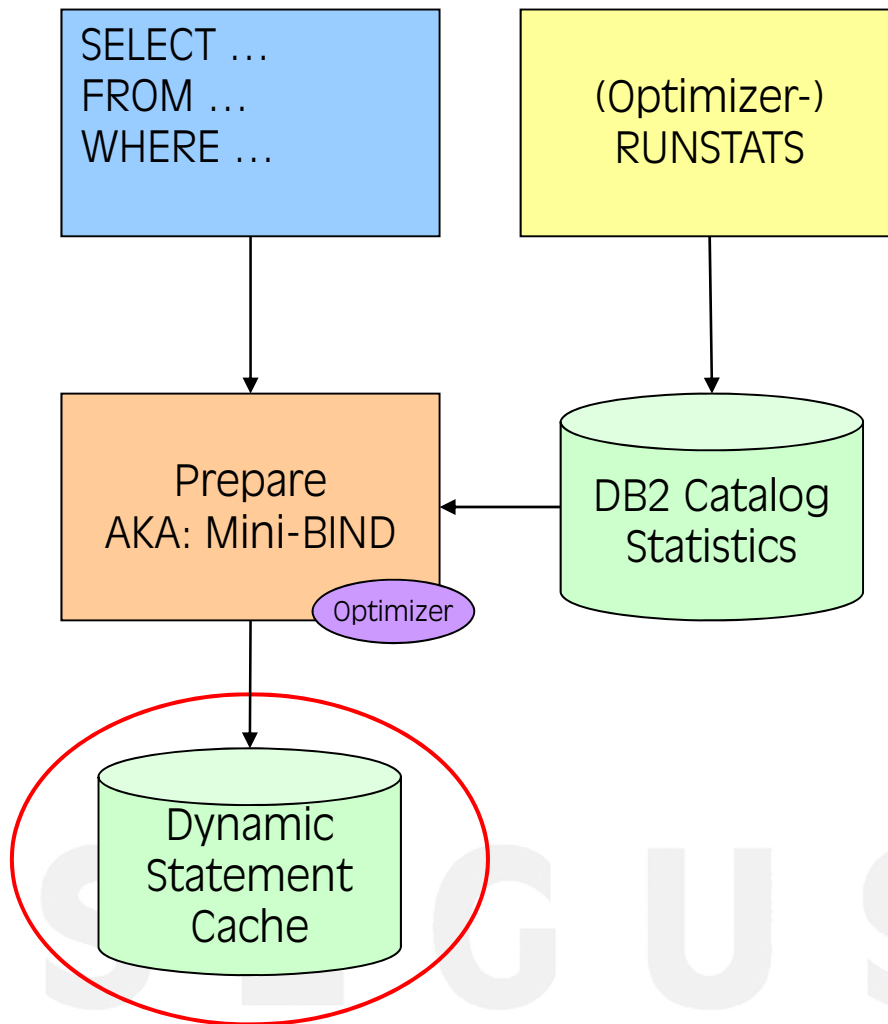 SELECT …
FROM …
WHERE …
(Optimizer-)
RUNSTATS
Prepare
AKA: Mini-BIND
Optimizer
DB2 Catalog
Statistics
Dynamic
Statement
Cache
S E G U S